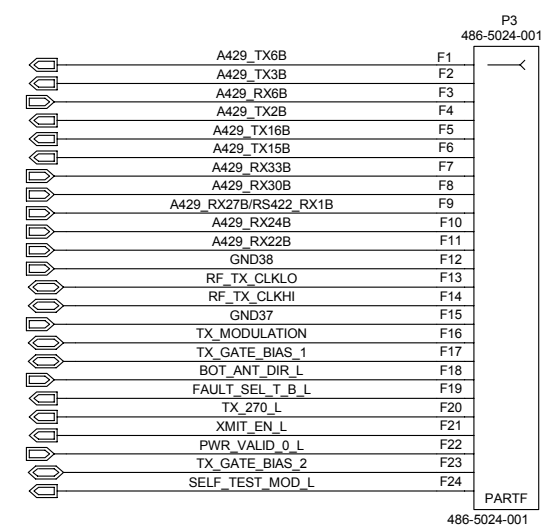 P3
486-5024-001
A429_TX6B F1
A429_TX3B F2
A429_RX6B F3
A429_TX2B F4
A429_TX16B F5
A429_TX15B F6
A429_RX33B F7
A429_RX30B F8
A429_RX27B/RS422_RX1B F9
A429_RX24B F10
A429_RX22B F11
GND38 F12
RF_TX_CLKLO F13
RF_TX_CLKHI F14
GND37 F15
TX_MODULATION F16
TX_GATE_BIAS_1 F17
BOT_ANT_DIR_L F18
FAULT_SEL_T_B_L F19
TX_270_L F20
XMIT_EN_L F21
PWR_VALID_0_L F22
TX_GATE_BIAS_2 F23
SELF_TEST_MOD_L F24
PARTF
486-5024-001